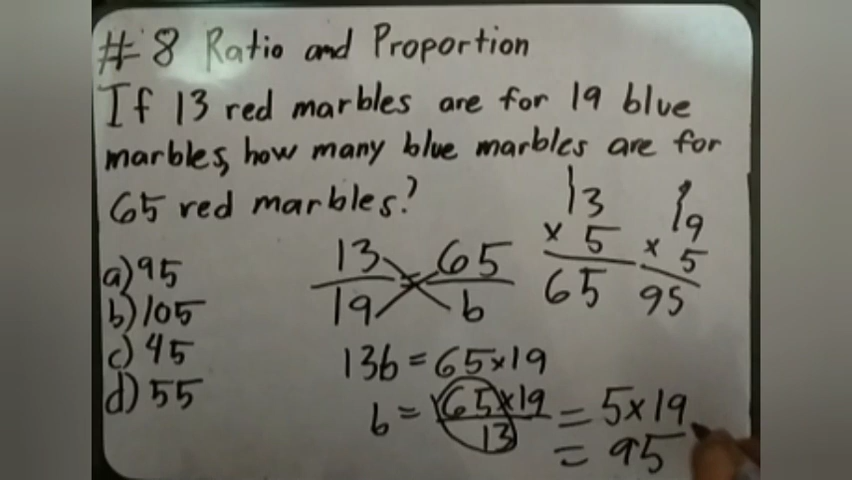 # 8 Ratio and Proportion
If 13 red marbles are for 19 blue
marbles, how many blue marbles are for
65 red marbles?
a) 95
b) 105
c) 45
d) 55
13/19 = 65/b
13b = 65×19
b = 65×19/13 = 5×19
= 95
13
× 5
65
19
× 5
95